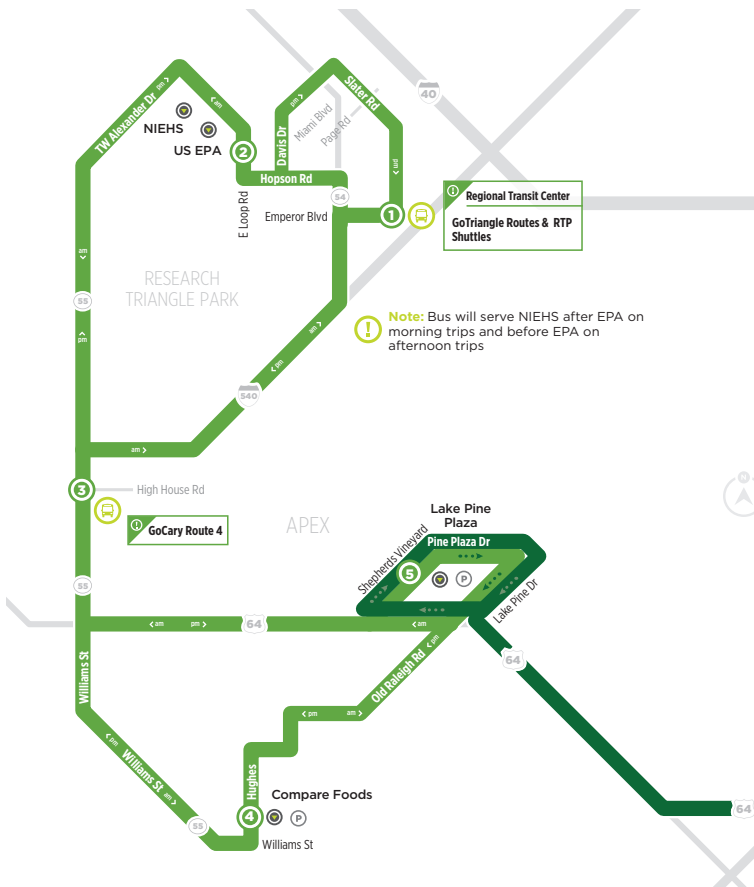 40
TW Alexander Dr
pm >
< am
NIEHS
US EPA
2
Davis Dr
pm >
Slater Rd
Miami Blvd
Page Rd
pm >
Hopson Rd
E Loop Rd
54
Emperor Blvd
1
Regional Transit Center
GoTriangle Routes & RTP
Shuttles
am >
RESEARCH
TRIANGLE PARK
55
< pm
Note: Bus will serve NIEHS after EPA on
morning trips and before EPA on
afternoon trips
am >
< pm
540
am >
3
High House Rd
GoCary Route 4
N
APEX
Lake Pine
Plaza
Pine Plaza Dr
Shepherds Vineyard
5
P
Lake Pine Dr
55
< am
pm >
64
< am
64
Williams St
Old Raleigh Rd
< pm
< pm
am >
< pm
Williams St
am >
Hughes
Compare Foods
4
P
55
Williams St
64